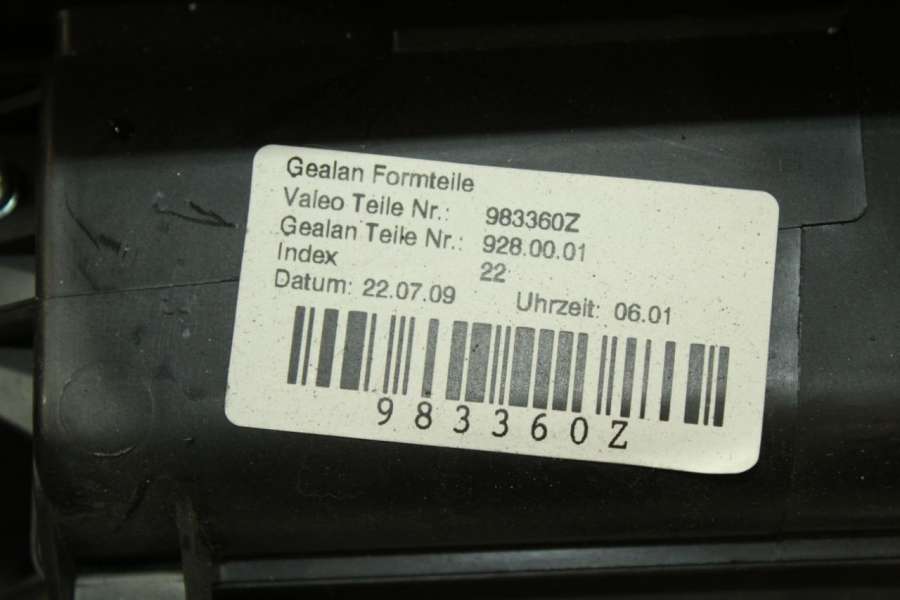 Gealan Formteile
Valeo Teile Nr.: 983360Z
Gealan Teile Nr.: 928.00.01
Index 22
Datum: 22.07.09 Uhrzeit: 06.01
983360Z